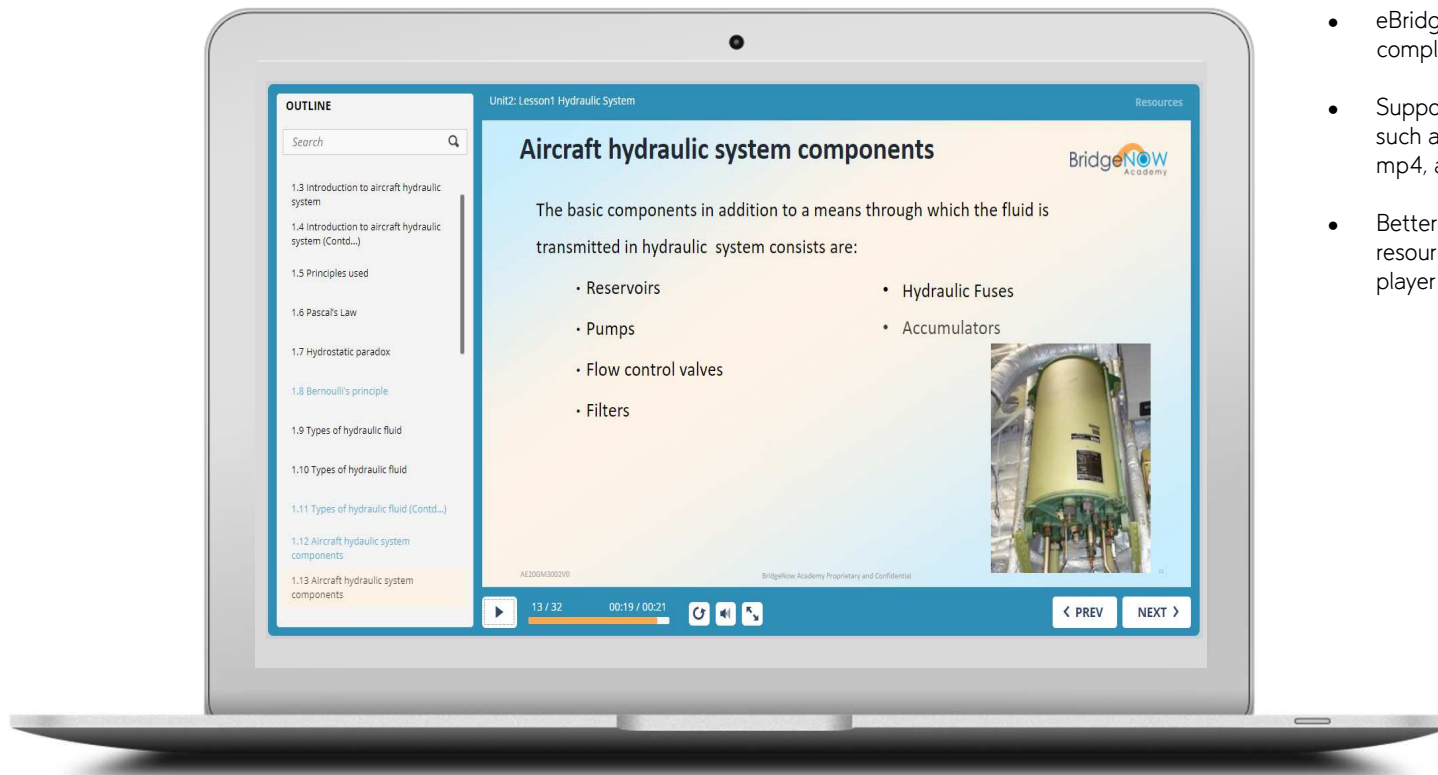 OUTLINE
Search
1.3 Introduction to aircraft hydraulic
system
1.4 Introduction to aircraft hydraulic
system (Contd...)
1.5 Principles used
1.6 Pascal's Law
1.7 Hydrostatic paradox
1.8 Bernoulli's principle
1.9 Types of hydraulic fluid
1.10 Types of hydraulic fluid
1.11 Types of hydraulic fluid (Contd...)
1.12 Aircraft hydaulic system
components
1.13 Aircraft hydraulic system
components
Unit2: Lesson1 Hydraulic System
Resources
Aircraft hydraulic system components
BridgeNOW
Academy
The basic components in addition to a means through which the fluid is
transmitted in hydraulic system consists are:
• Reservoirs
• Pumps
• Flow control valves
• Filters
• Hydraulic Fuses
• Accumulators
AE20GM3002V0
BridgeNow Academy Proprietary and Confidential
13 / 32 00:19 / 00:21
PREV
NEXT
• eBridg
compl
• Suppo
such a
mp4, a
• Better
resour
player